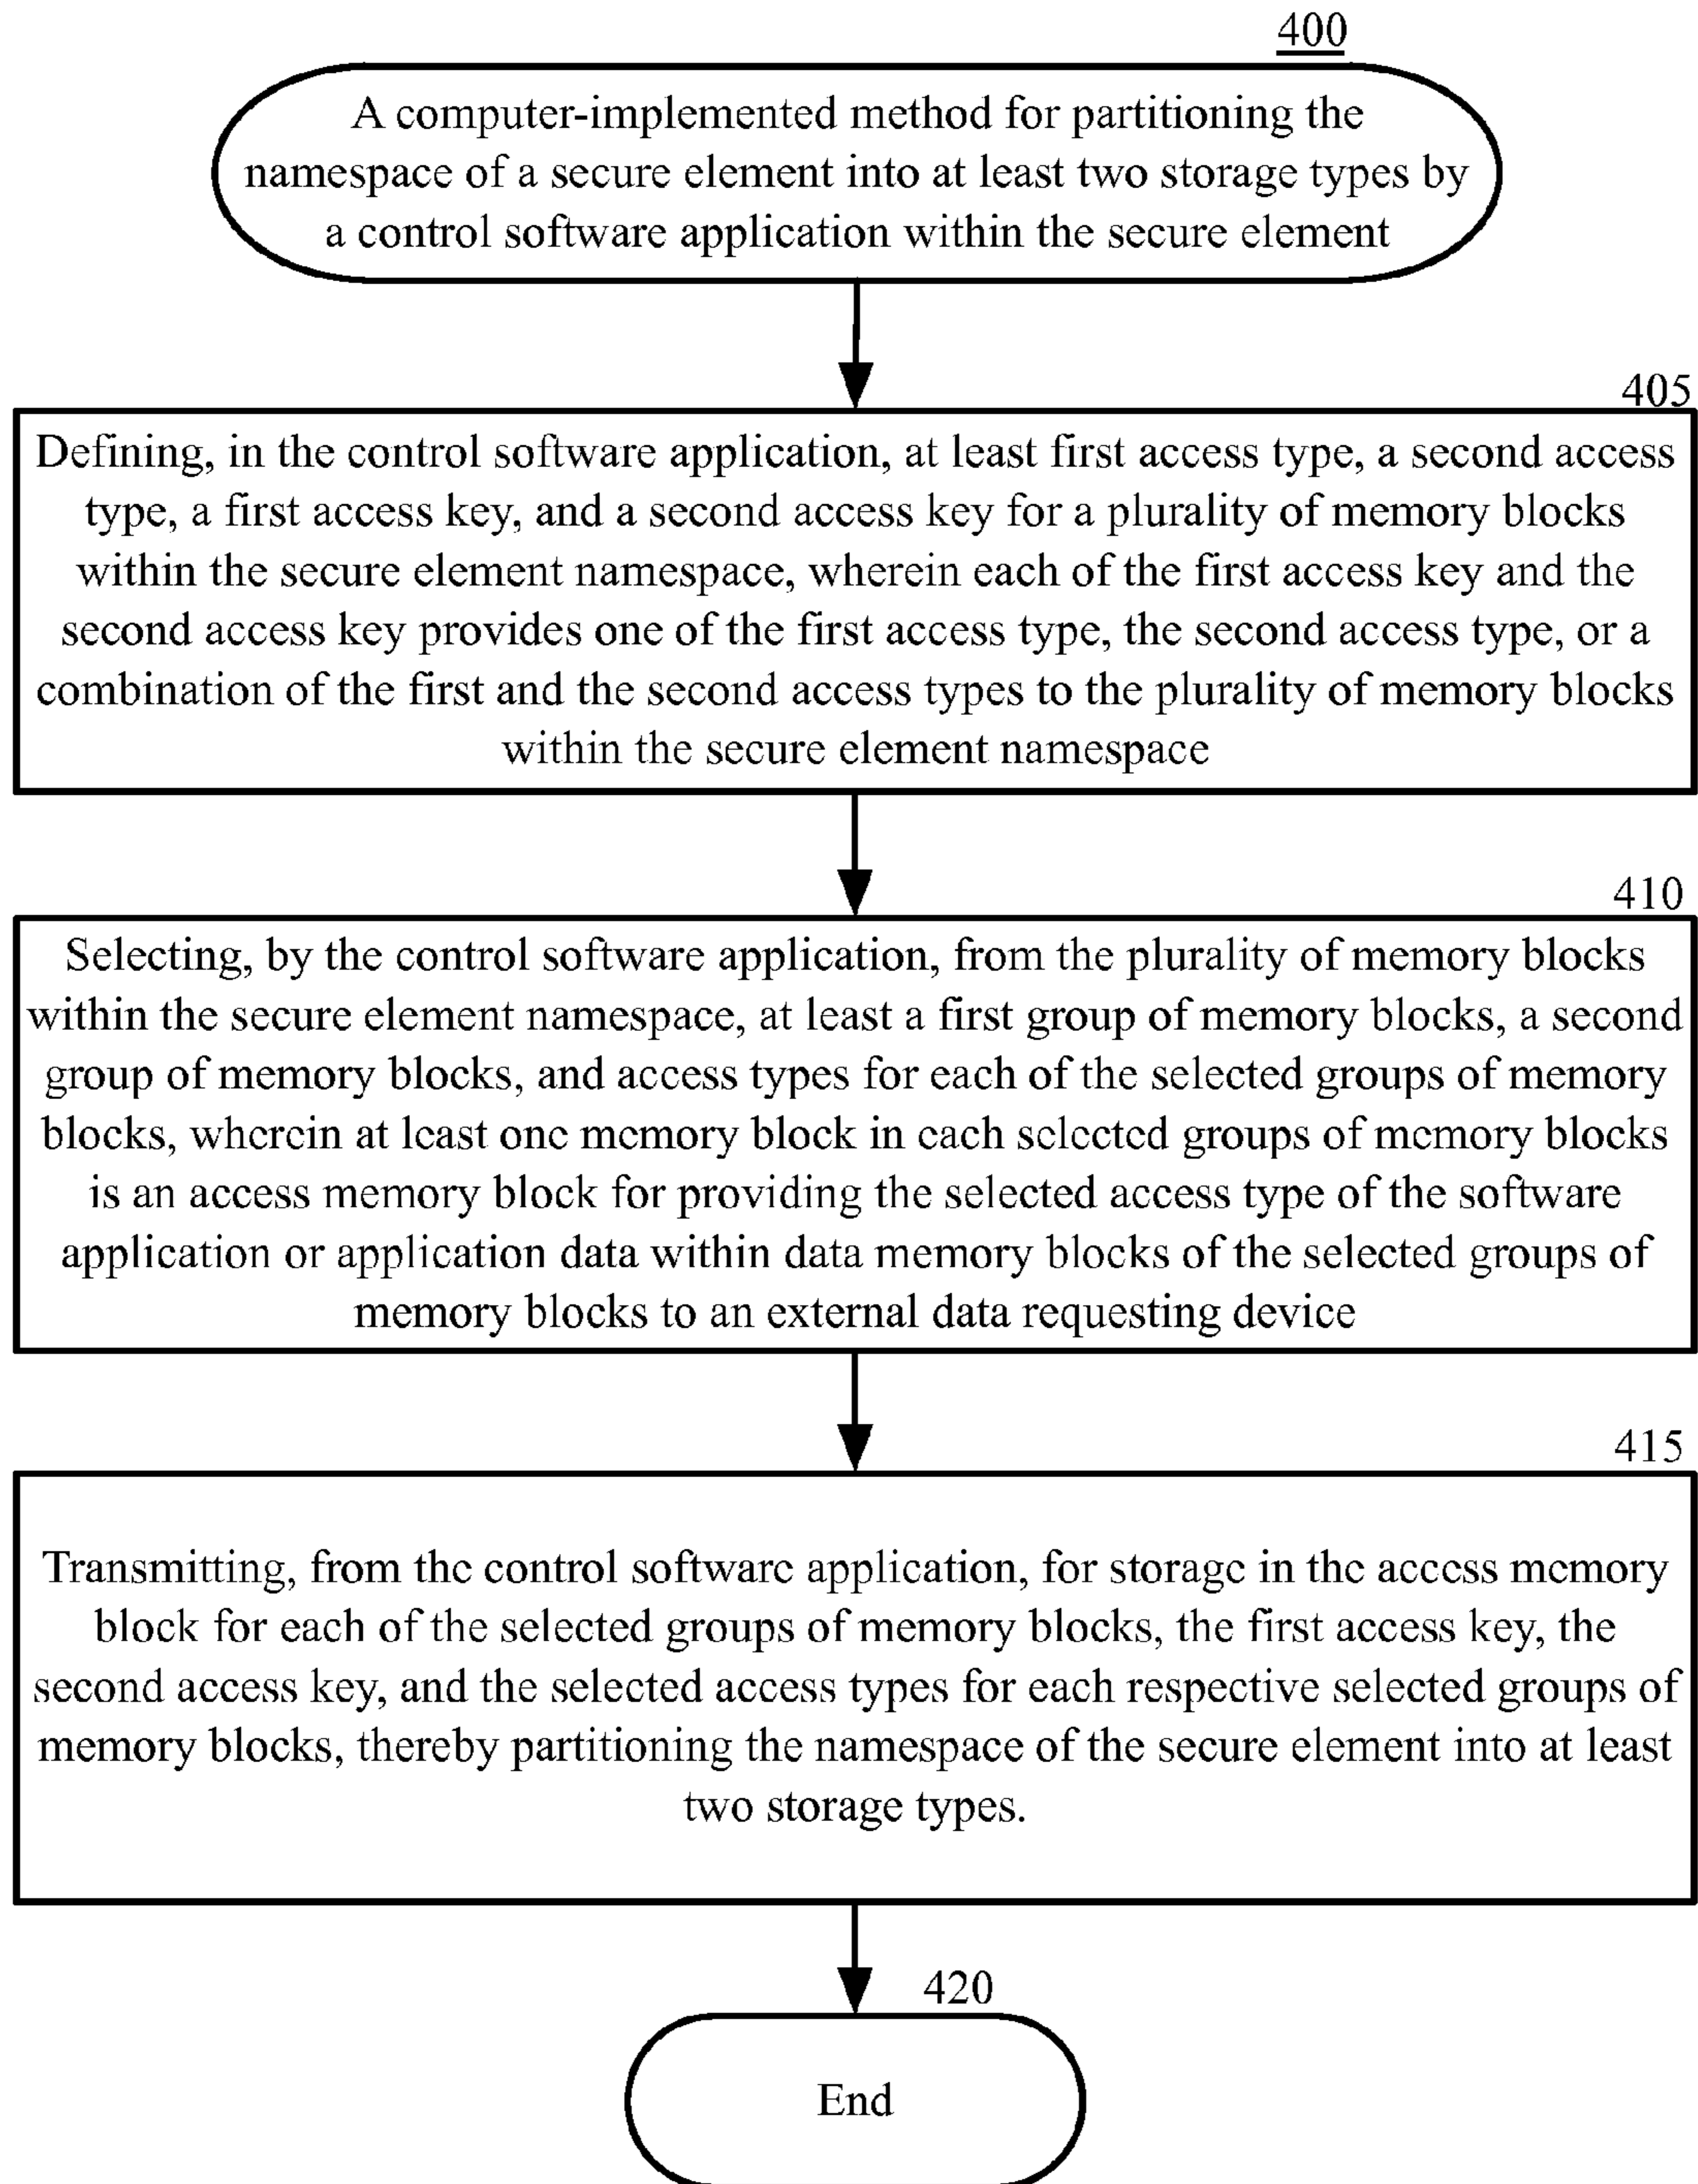 400
A computer-implemented method for partitioning the
namespace of a secure element into at least two storage types by
a control software application within the secure element
405
Defining, in the control software application, at least first access type, a second access
type, a first access key, and a second access key for a plurality of memory blocks
within the secure element namespace, wherein each of the first access key and the
second access key provides one of the first access type, the second access type, or a
combination of the first and the second access types to the plurality of memory blocks
within the secure element namespace
410
Selecting, by the control software application, from the plurality of memory blocks
within the secure element namespace, at least a first group of memory blocks, a second
group of memory blocks, and access types for each of the selected groups of memory
blocks, wherein at least one memory block in each selected groups of memory blocks
is an access memory block for providing the selected access type of the software
application or application data within data memory blocks of the selected groups of
memory blocks to an external data requesting device
415
Transmitting, from the control software application, for storage in the access memory
block for each of the selected groups of memory blocks, the first access key, the
second access key, and the selected access types for each respective selected groups of
memory blocks, thereby partitioning the namespace of the secure element into at least
two storage types.
420
End